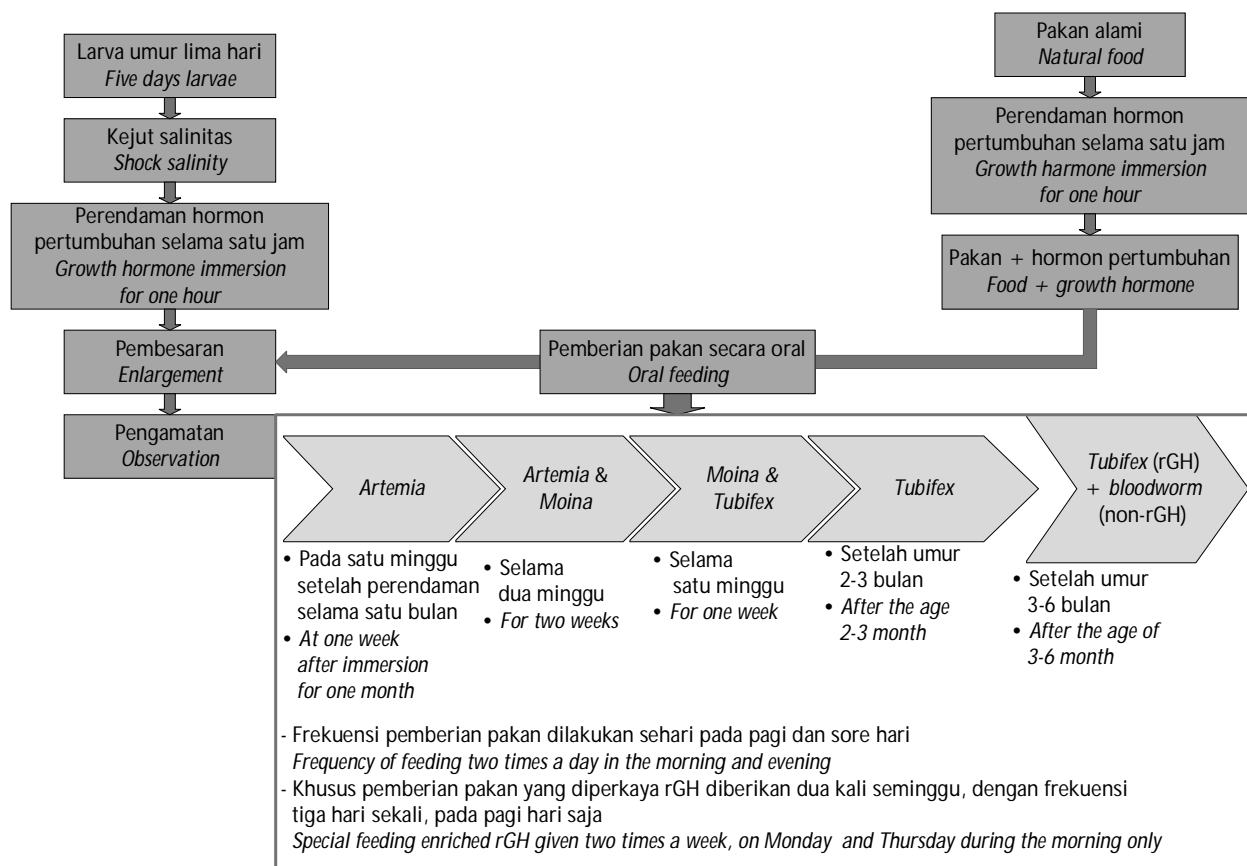 Larva umur lima hari
Five days larvae
Kejut salinitas
Shock salinity
Perendaman hormon
pertumbuhan selama satu jam
Growth hormone immersion
for one hour
Pembesaran
Enlargement
Pengamatan
Observation
Pakan alami
Natural food
Perendaman hormon
pertumbuhan selama satu jam
Growth harmone immersion
for one hour
Pakan + hormon pertumbuhan
Food + growth hormone
Pemberian pakan secara oral
Oral feeding
Artemia
Artemia &
Moina
Moina &
Tubifex
Tubifex
Tubifex (rGH)
+ bloodworm
(non-rGH)
• Pada satu minggu
setelah perendaman
selama satu bulan
• At one week
after immersion
for one month
• Selama
dua minggu
• For two weeks
• Selama
satu minggu
• For one week
• Setelah umur
2-3 bulan
• After the age
2-3 month
• Setelah umur
3-6 bulan
• After the age of
3-6 month
- Frekuensi pemberian pakan dilakukan sehari pada pagi dan sore hari
Frequency of feeding two times a day in the morning and evening
- Khusus pemberian pakan yang diperkaya rGH diberikan dua kali seminggu, dengan frekuensi
tiga hari sekali, pada pagi hari saja
Special feeding enriched rGH given two times a week, on Monday and Thursday during the morning only